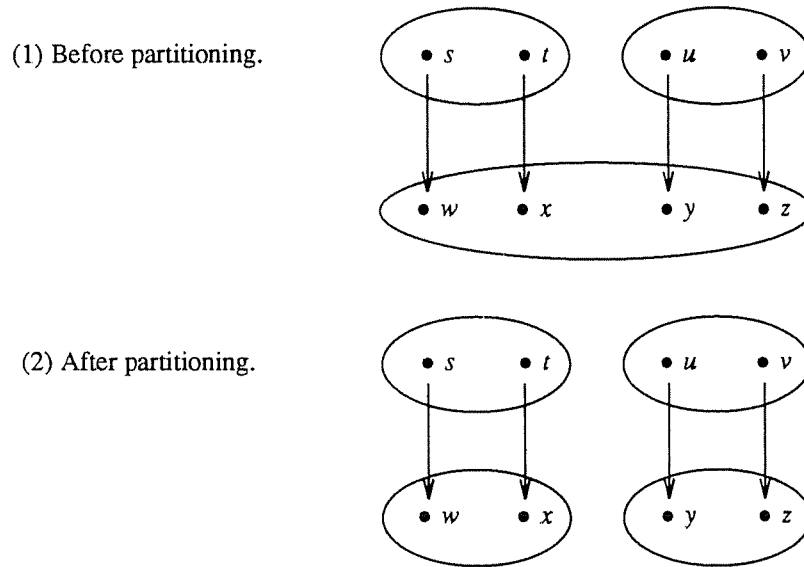 (1) Before partitioning.
s t u v
w x y z
(2) After partitioning.
s t u v
w x y z